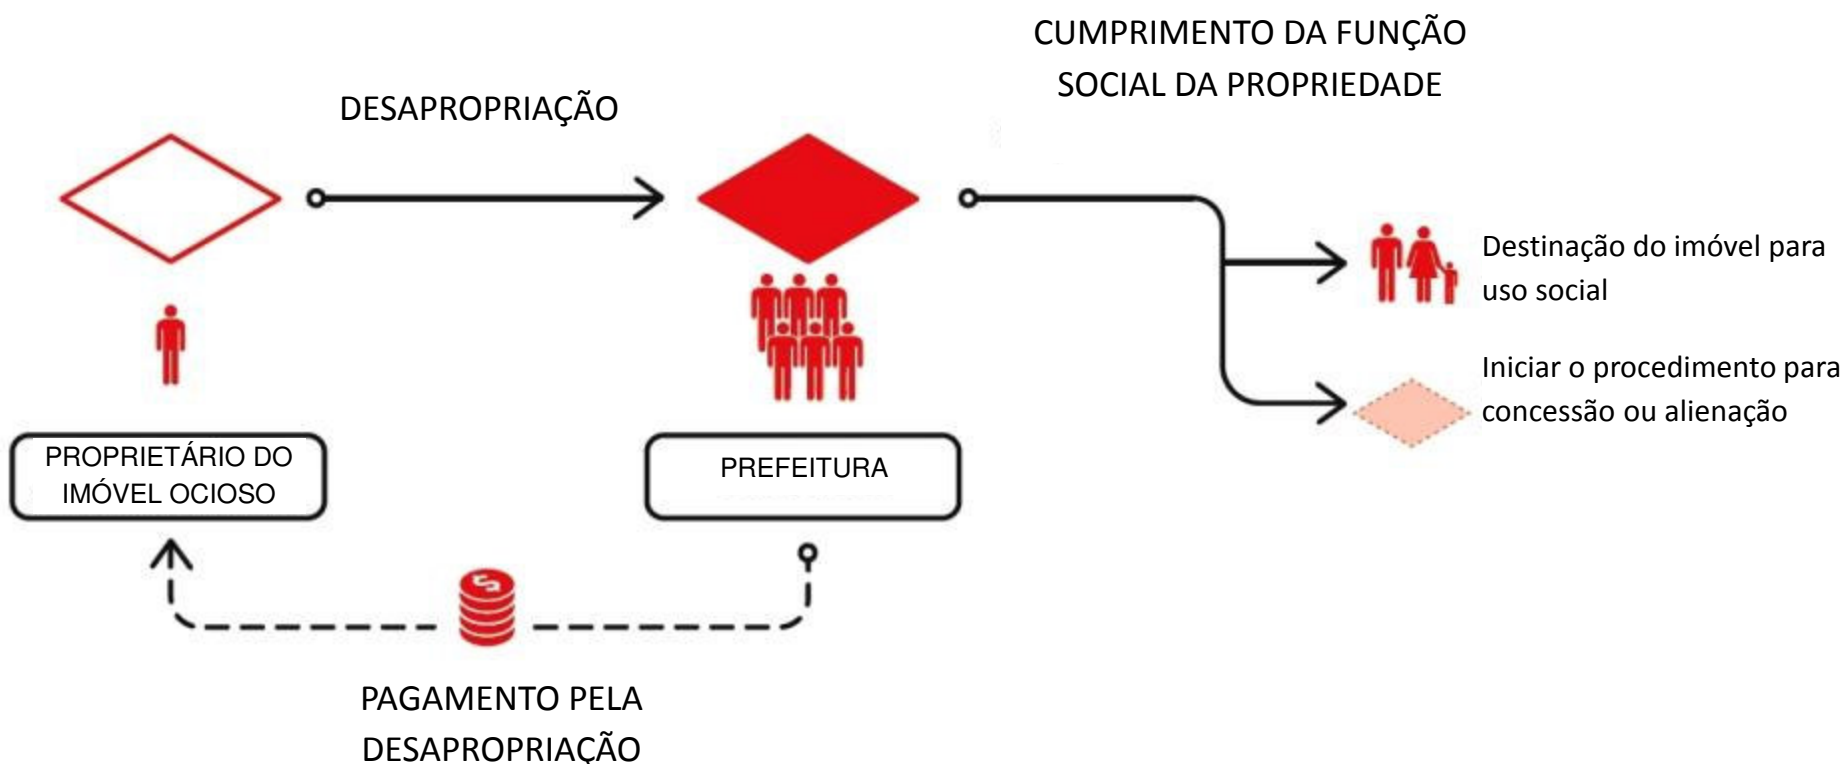 CUMPRIMENTO DA FUNÇÃO
SOCIAL DA PROPRIEDADE
DESAPROPRIAÇÃO
Destinação do imóvel para
uso social
Iniciar o procedimento para
concessão ou alienação
PROPRIETÁRIO DO
IMÓVEL OCIOSO
PREFEITURA
PAGAMENTO PELA
DESAPROPRIAÇÃO